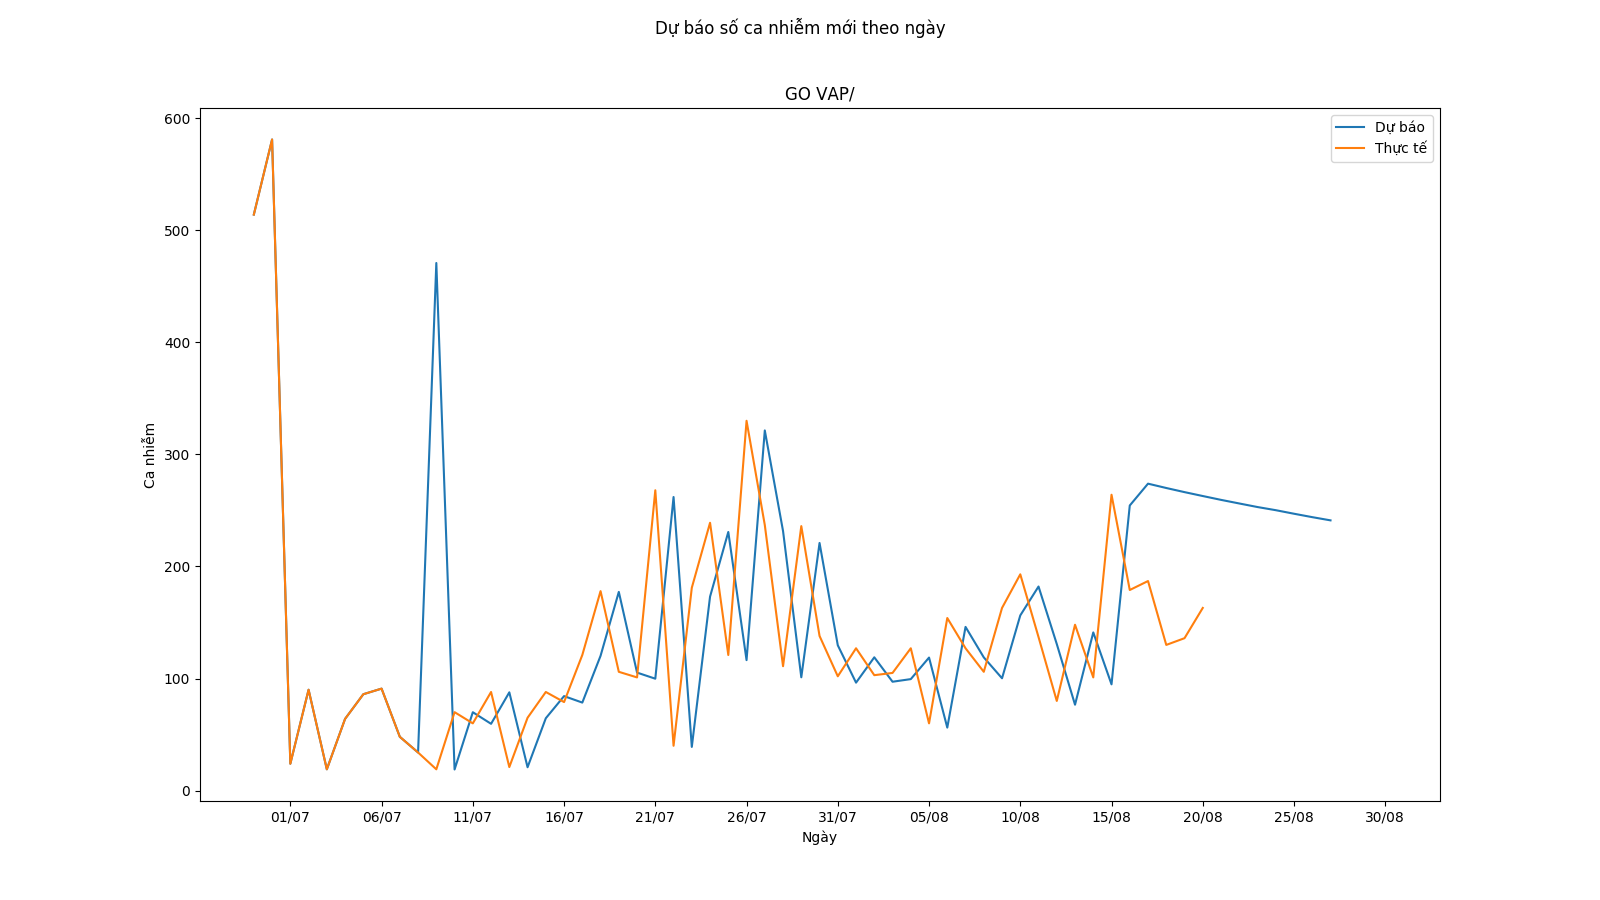 Dự báo số ca nhiễm mới theo ngày
GO VAP/
600
500
400
300
200
100
0
Ca nhiễm
Dự báo
Thực tế
01/07 06/07 11/07 16/07 21/07 26/07 31/07 05/08 10/08 15/08 20/08 25/08 30/08
Ngày